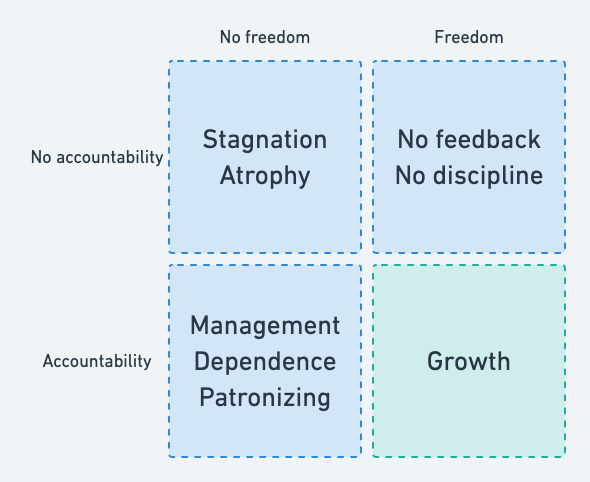 No freedom
Freedom
No accountability
Stagnation
Atrophy
No feedback
No discipline
Accountability
Management
Dependence
Patronizing
Growth